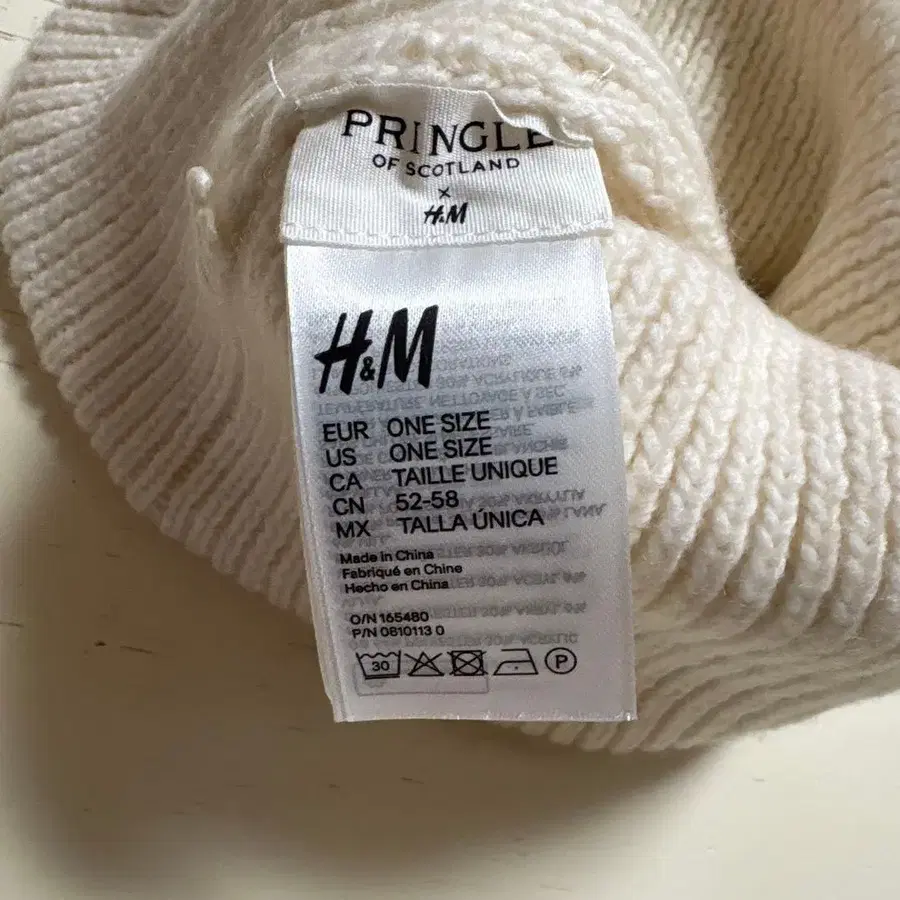 PRINGLE
OF SCOTLAND
x
H&M
H&M
EUR ONE SIZE
US ONE SIZE
CA TAILLE UNIQUE
CN 52-58
MX TALLA ÚNICA
Made in China
Fabriqué en Chine
Hecho en China
O/N 165480
P/N 0810113 0
30
P